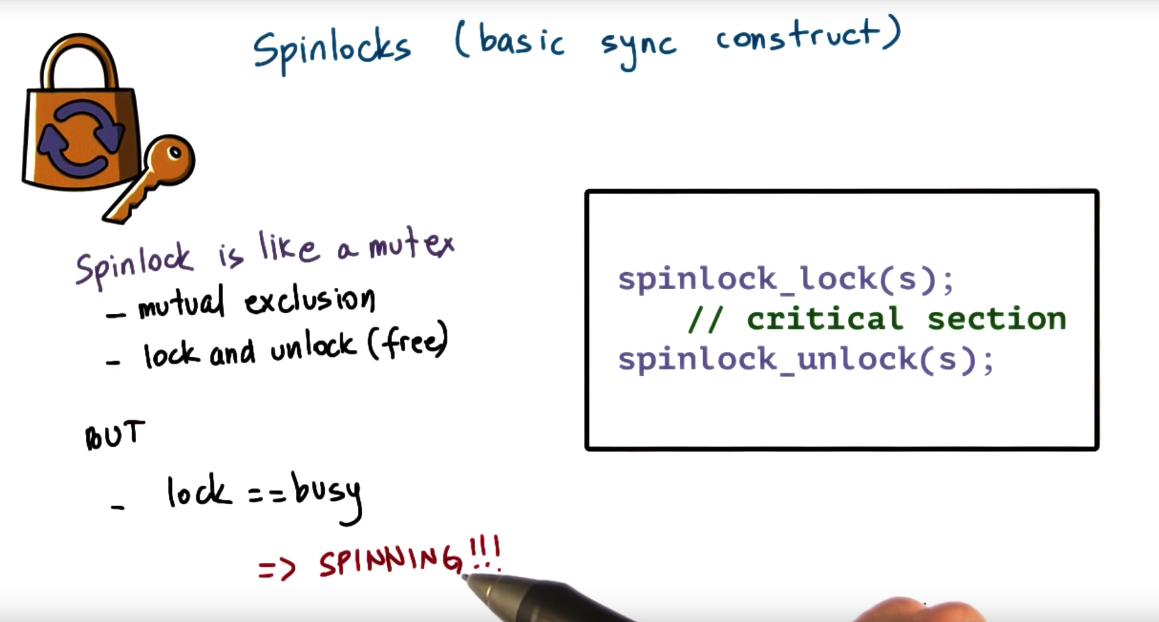 Spinlocks (basic sync construct)
Spinlock is like a mutex
- mutual exclusion
- lock and unlock (free)
BUT
- lock == busy
=> SPINNING!!!
spinlock_lock(s);
// critical section
spinlock_unlock(s);